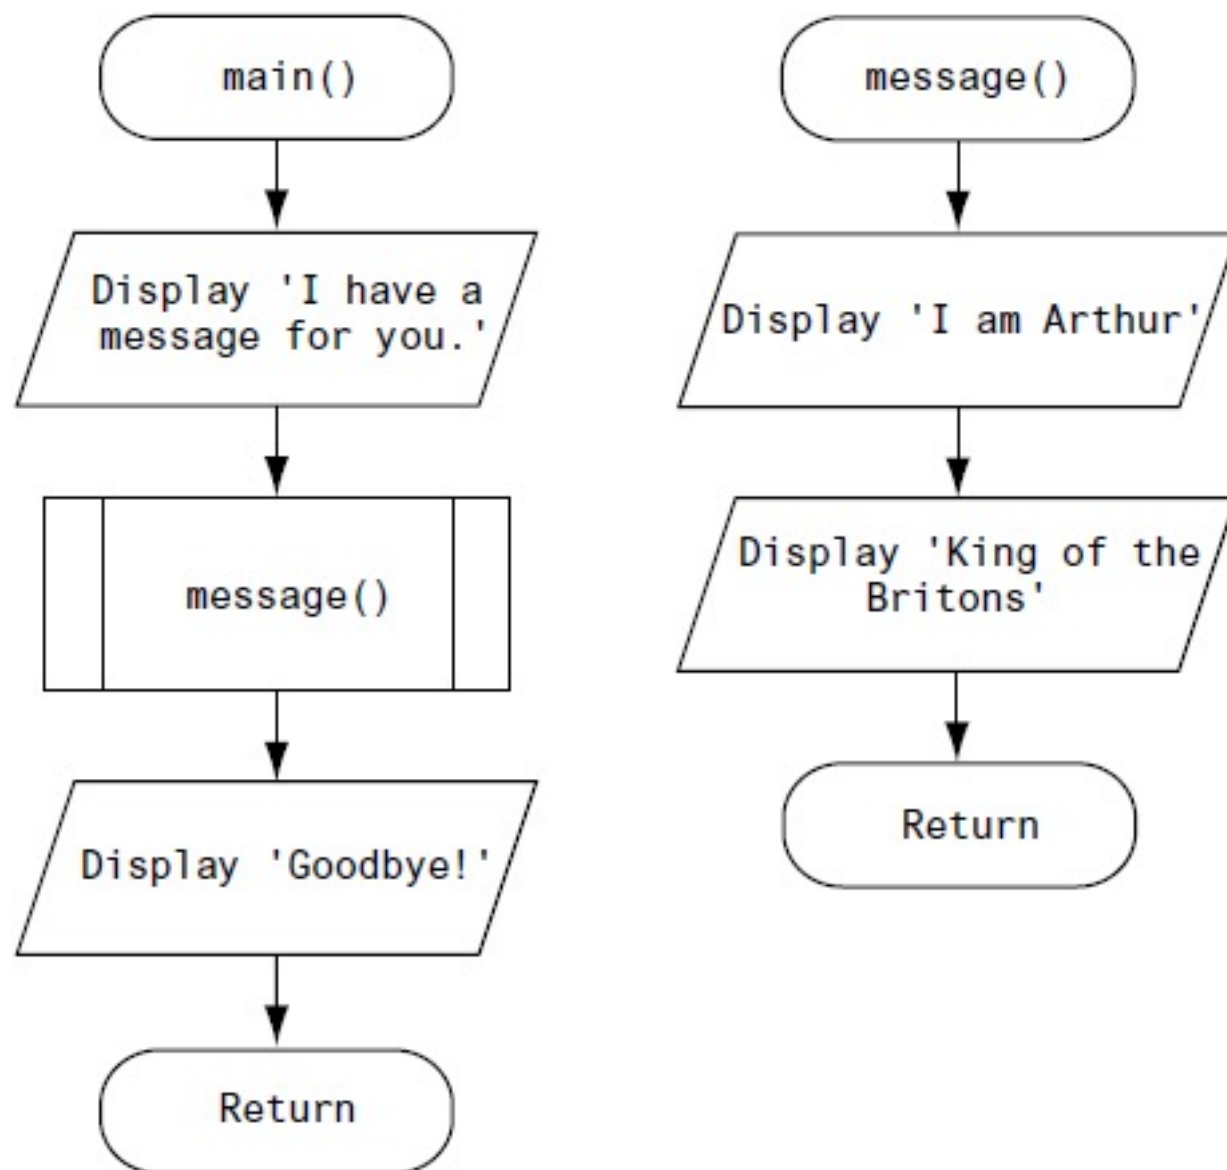 main()
Display 'I have a
message for you.'
message()
Display 'Goodbye!'
Return
message()
Display 'I am Arthur'
Display 'King of the
Britons'
Return